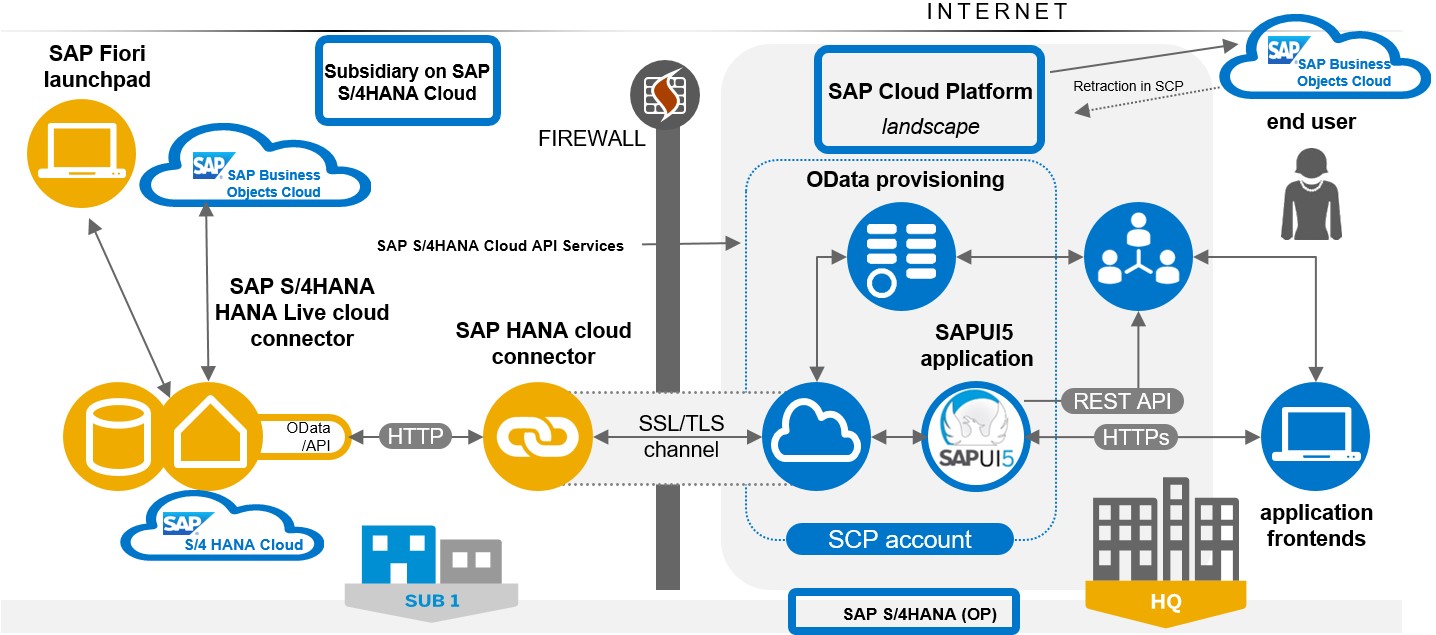 INTERNET
SAP Fiori
launchpad
Subsidiary on SAP
S/4HANA Cloud
FIREWALL
SAP Cloud Platform
landscape
Retraction in SCP
SAP
SAP Business
Objects Cloud
end user
SAP
SAP Business
Objects Cloud
OData provisioning
SAP S/4HANA Cloud API Services
SAP S/4HANA
HANA Live cloud
connector
SAP HANA cloud
connector
SAPUI5
application
OData
/API
HTTP
SSL/TLS
channel
SAPUI5
REST API
HTTPs
SAP
S/4 HANA Cloud
SCP account
application
frontends
SUB 1
HQ
SAP S/4HANA (OP)